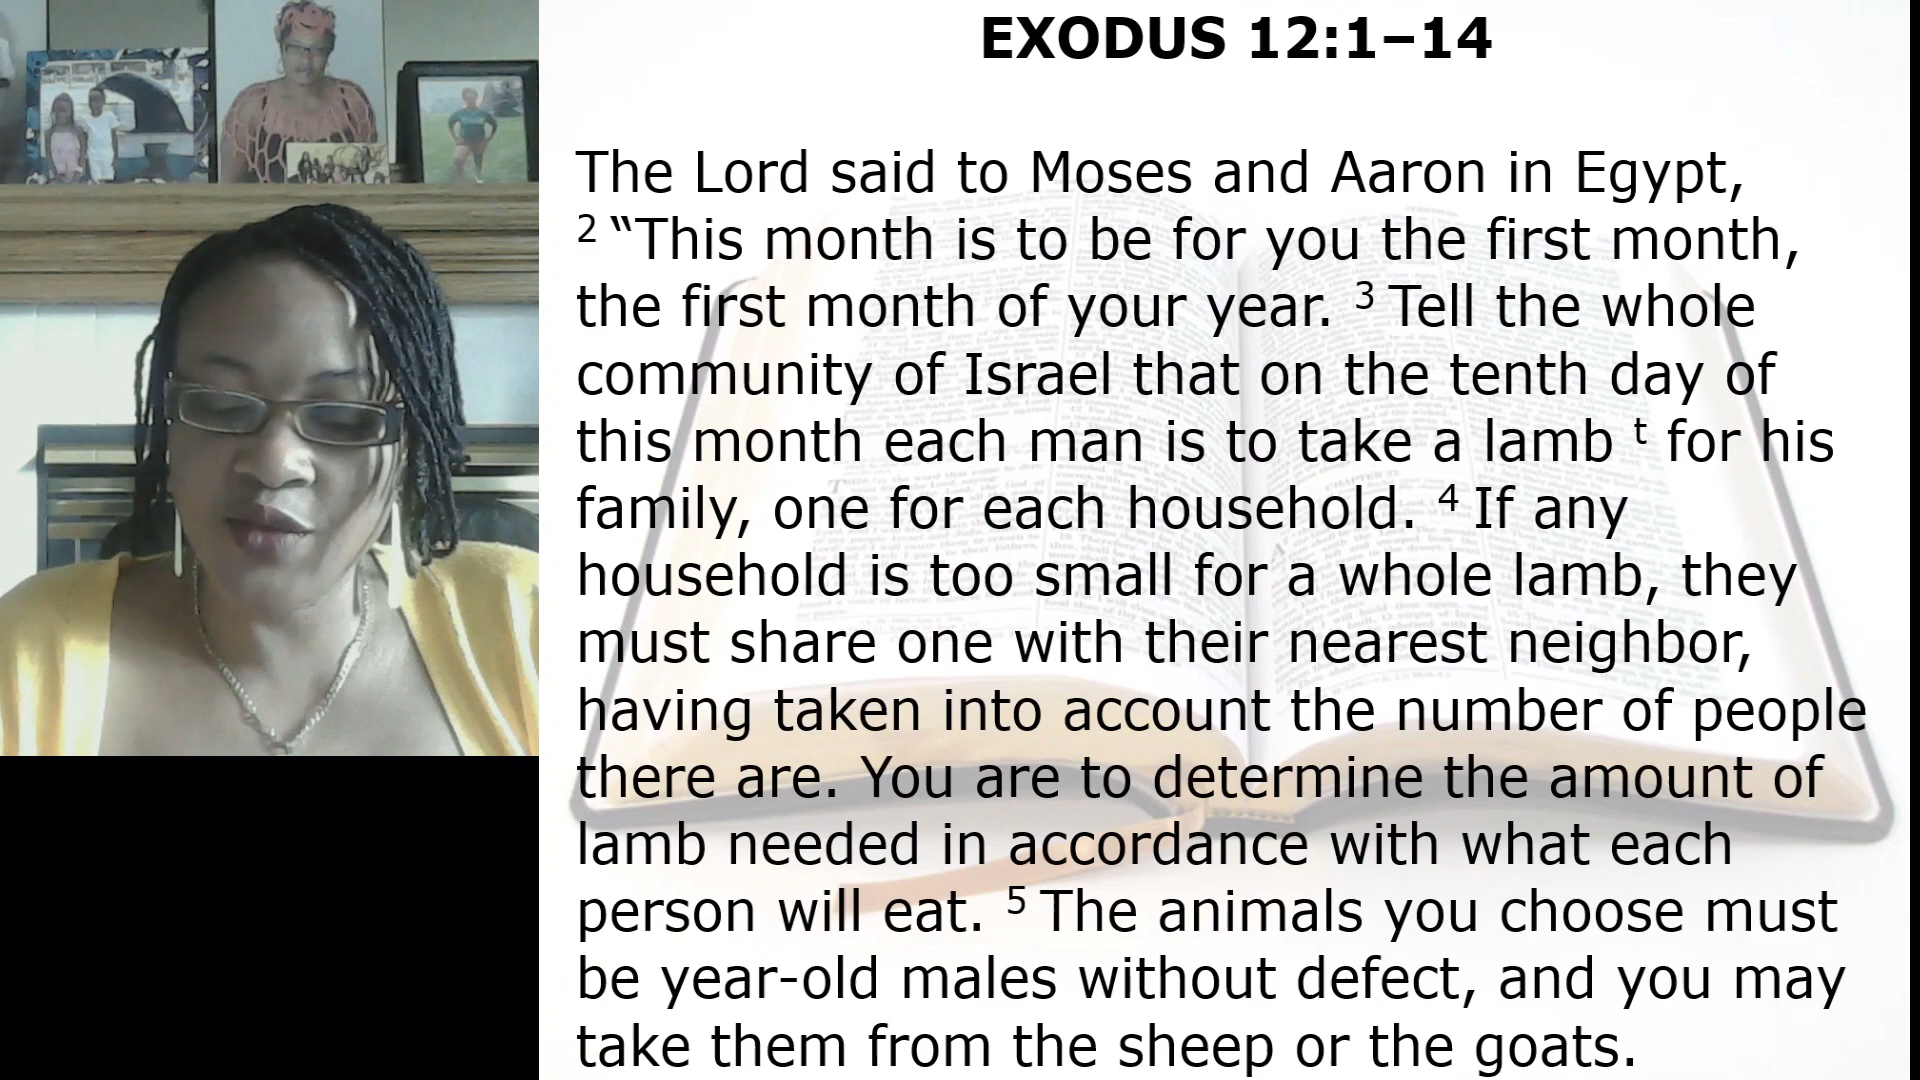 EXODUS 12:1–14
The Lord said to Moses and Aaron in Egypt,
2 “This month is to be for you the first month,
the first month of your year. 3 Tell the whole
community of Israel that on the tenth day of
this month each man is to take a lamb t for his
family, one for each household. 4 If any
household is too small for a whole lamb, they
must share one with their nearest neighbor,
having taken into account the number of people
there are. You are to determine the amount of
lamb needed in accordance with what each
person will eat. 5 The animals you choose must
be year-old males without defect, and you may
take them from the sheep or the goats.